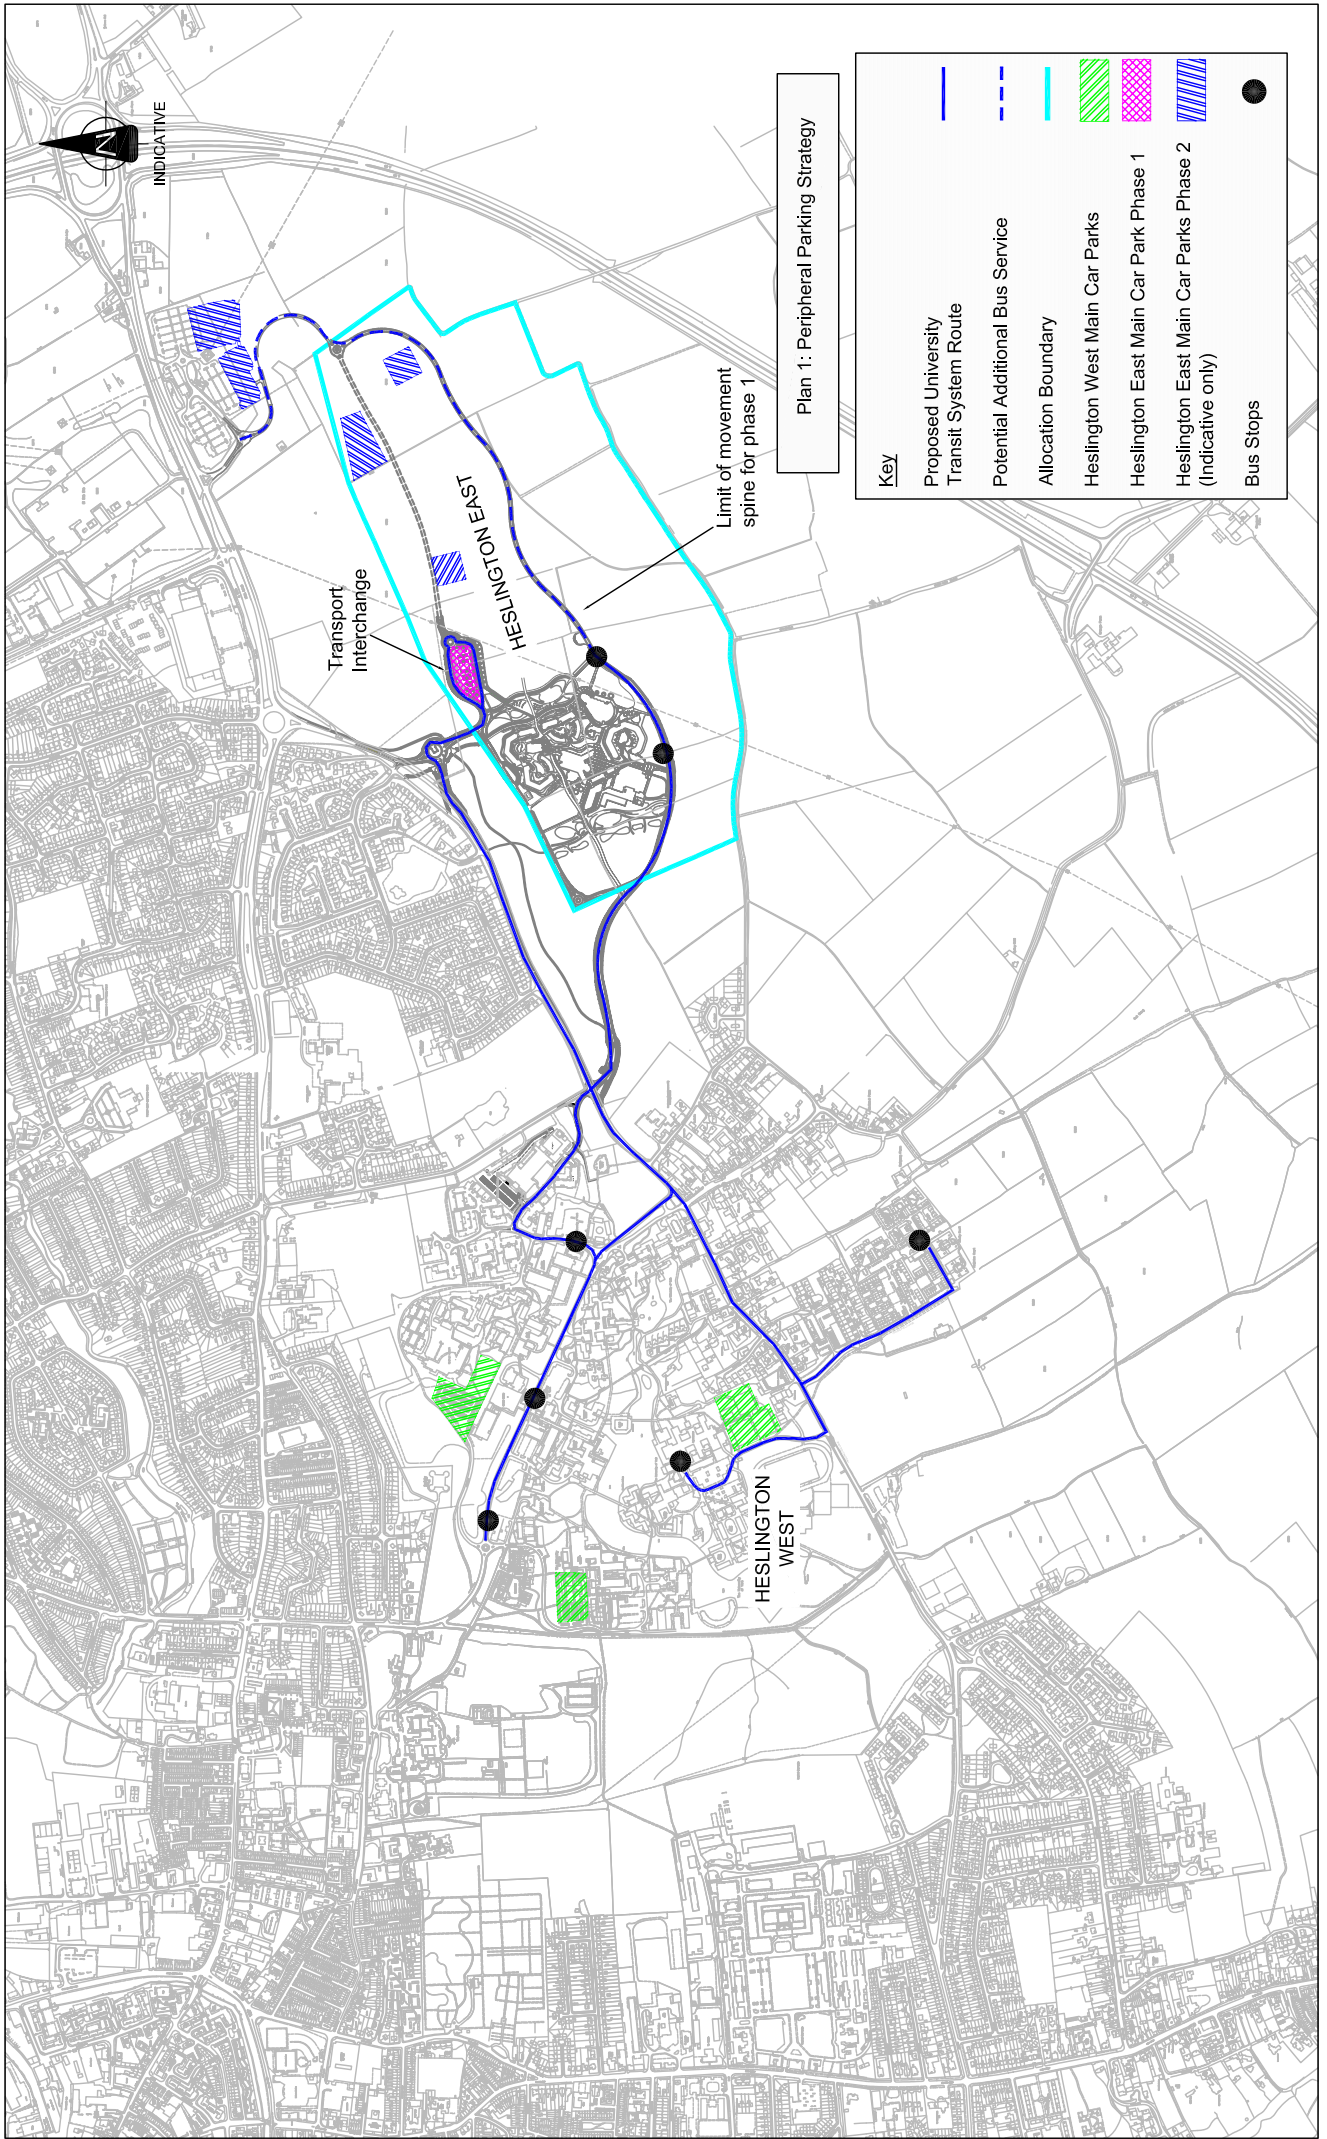 N
INDICATIVE
Transport
Interchange
HESLINGTON EAST
Limit of movement
spine for phase 1
HESLINGTON
WEST
Plan 1: Peripheral Parking Strategy
Key
Proposed University
Transit System Route
Potential Additional Bus Service
Allocation Boundary
Heslington West Main Car Parks
Heslington East Main Car Park Phase 1
Heslington East Main Car Parks Phase 2
(Indicative only)
Bus Stops